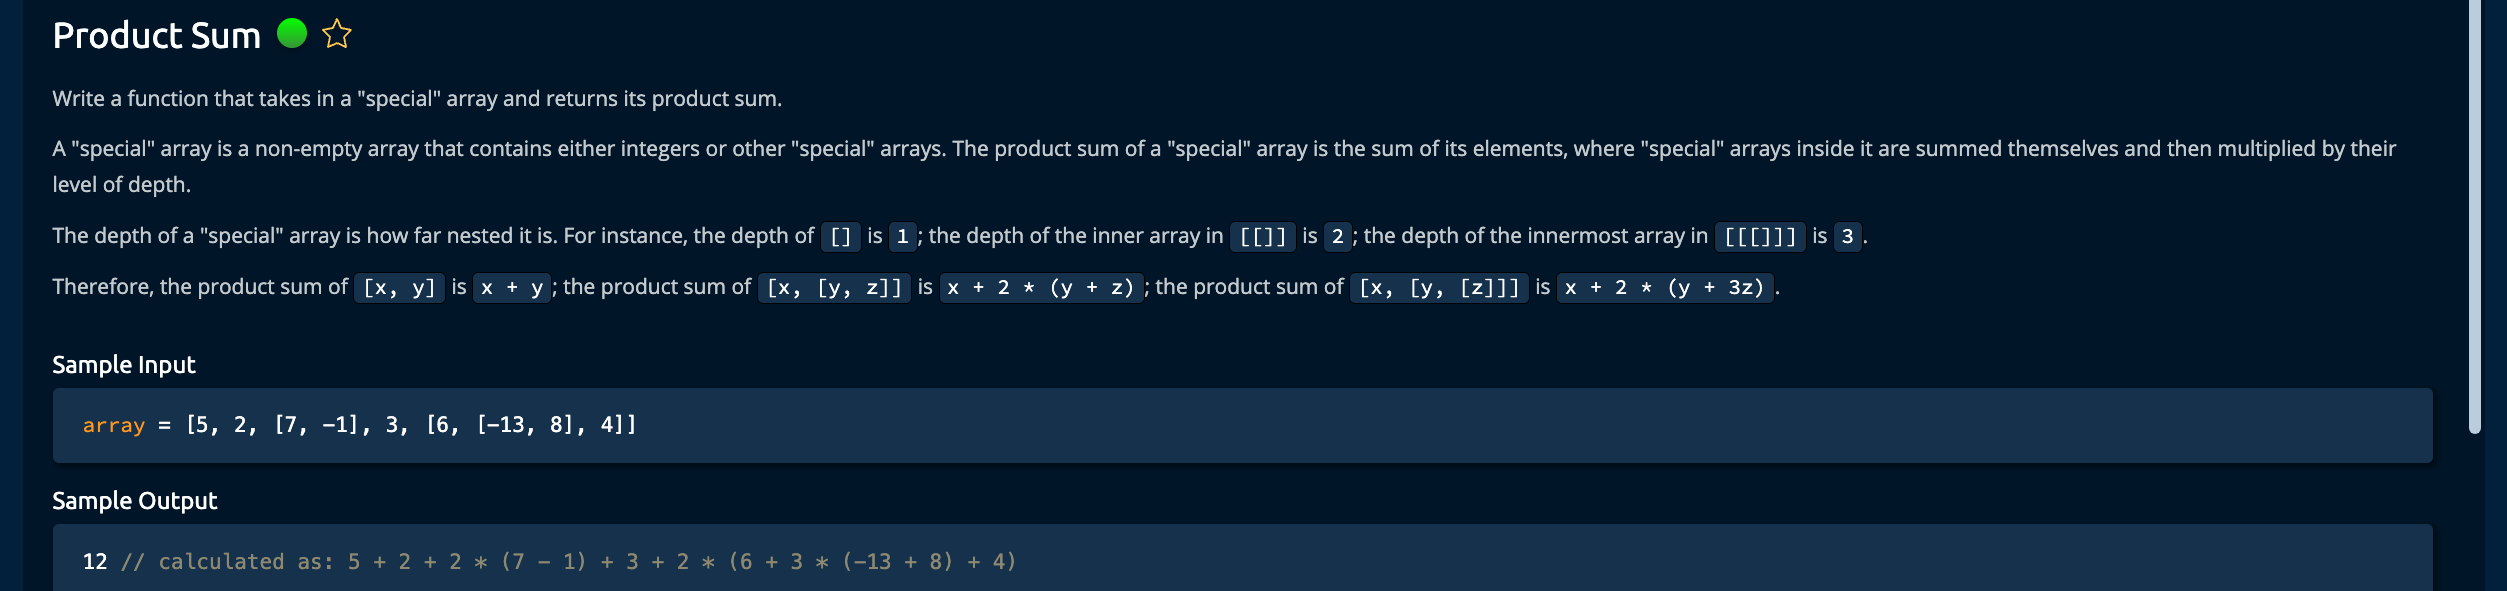 Product Sum
Write a function that takes in a "special" array and returns its product sum.
A "special" array is a non-empty array that contains either integers or other "special" arrays. The product sum of a "special" array is the sum of its elements, where "special" arrays inside it are summed themselves and then multiplied by their
level of depth.
The depth of a "special" array is how far nested it is. For instance, the depth of [] is 1; the depth of the inner array in [[]] is 2; the depth of the innermost array in [[[]]] is 3.
Therefore, the product sum of [x, y] is x + y; the product sum of [x, [y, z]] is x + 2 * (y + z); the product sum of [x, [y, [z]]] is x + 2 * (y + 3z).
Sample Input
array = [5, 2, [7, -1], 3, [6, [-13, 8], 4]]
Sample Output
12 // calculated as: 5 + 2 + 2 * (7 - 1) + 3 + 2 * (6 + 3 * (-13 + 8) + 4)